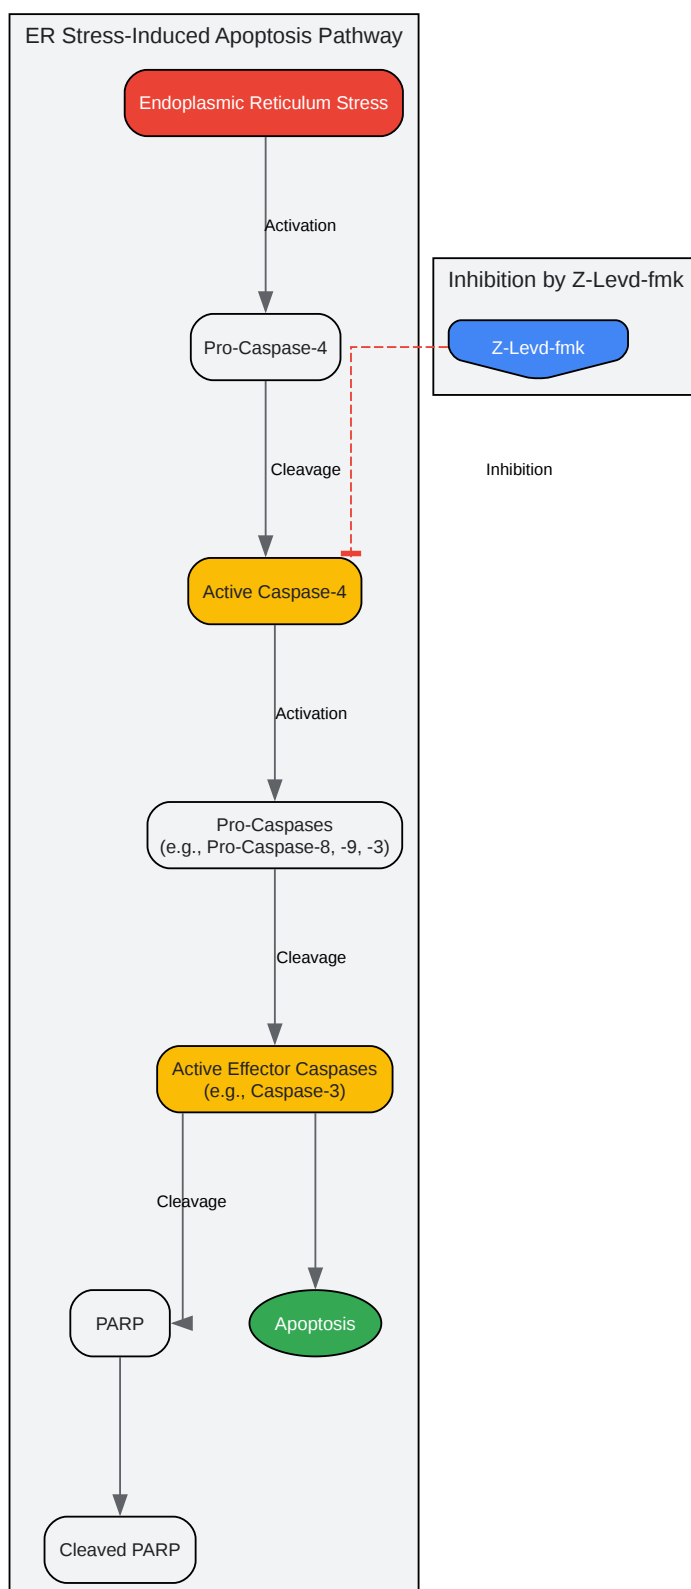 ER Stress-Induced Apoptosis Pathway
Endoplasmic Reticulum Stress
Activation
Inhibition by Z-Levd-fmk
Pro-Caspase-4
Z-Levd-fmk
Cleavage
Inhibition
Active Caspase-4
Activation
Pro-Caspases
(e.g., Pro-Caspase-8, -9, -3)
Cleavage
Active Effector Caspases
(e.g., Caspase-3)
Cleavage
PARP
Apoptosis
Cleaved PARP